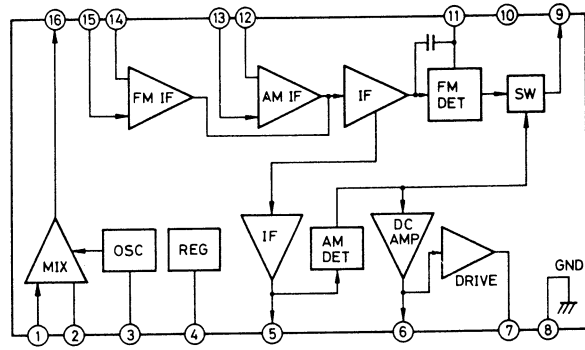 16 15 14 13 12 11 10 9
FM IF
AM IF
IF
FM
DET
SW
IF
AM
DET
DC
AMP
DRIVE
GND
MIX
OSC
REG
1 2 3 4 5 6 7 8